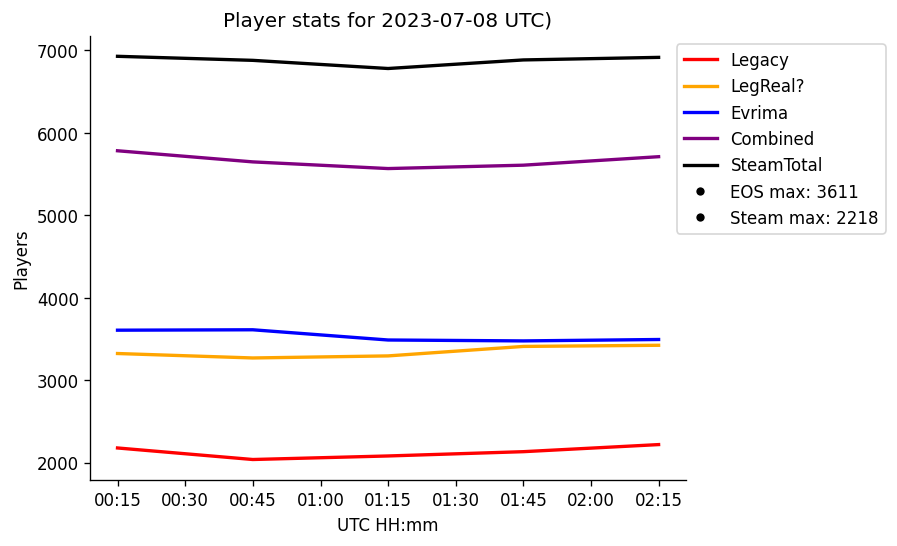 Player stats for 2023-07-08 UTC)
7000
6000
5000
4000
3000
2000
Players
00:15 00:30 00:45 01:00 01:15 01:30 01:45 02:00 02:15
UTC HH:mm
Legacy
LegReal?
Evrima
Combined
SteamTotal
EOS max: 3611
Steam max: 2218